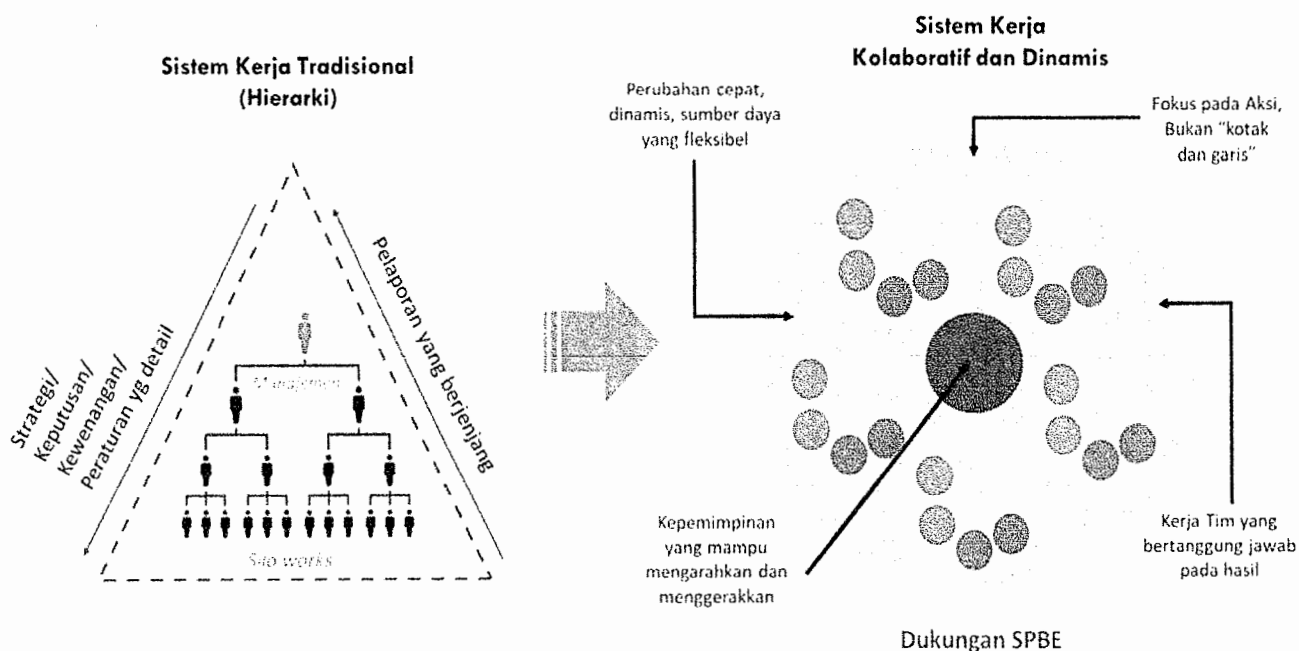 Sistem Kerja Tradisional
(Hierarki)
Strategi/
Keputusan/
Kewenangan/
Peraturan yg detail
Pelaporan yang berjenjang
Manajemen
Silo works
Sistem Kerja
Kolaboratif dan Dinamis
Perubahan cepat,
dinamis, sumber daya
yang fleksibel
Fokus pada Aksi,
Bukan “kotak
dan garis”
Kepemimpinan
yang mampu
mengarahkan dan
menggerakkan
Kerja Tim yang
bertanggung jawab
pada hasil
Dukungan SPBE